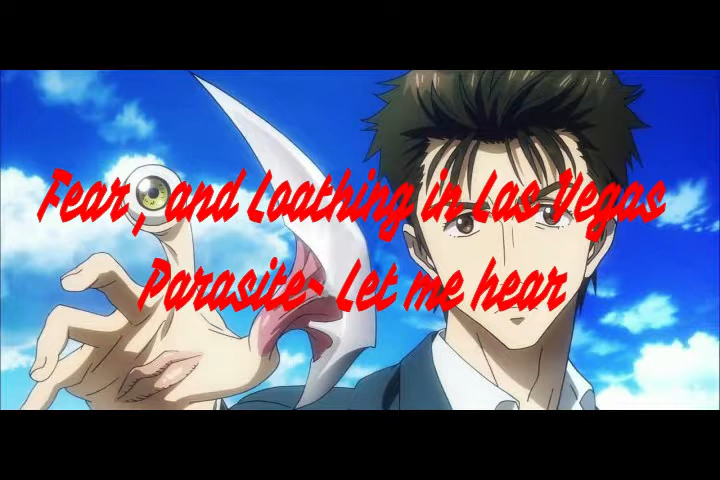 Fear, and Loathing in Las Vegas
Parasite- Let me hear